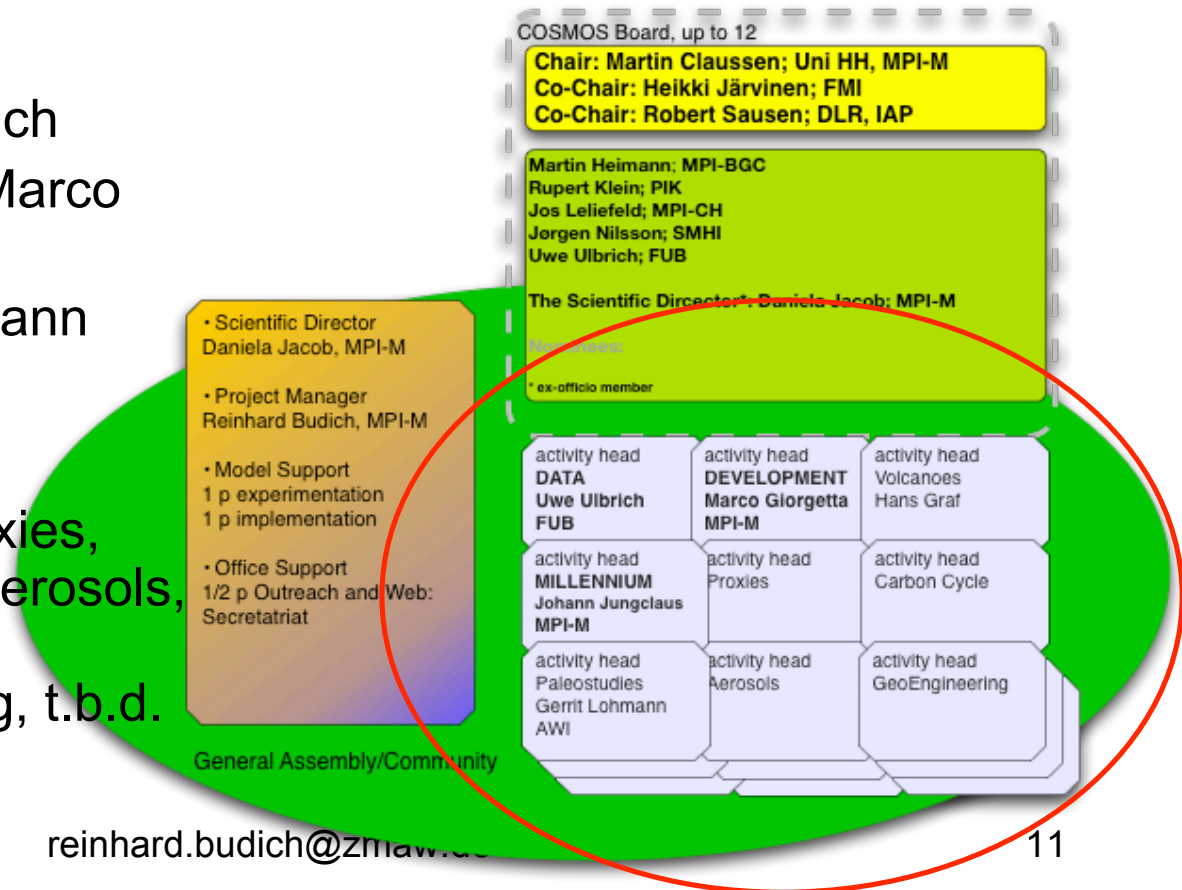 ch
Marco
ann
xies,
erosols,
g, t.b.d.
COSMOS Board, up to 12
Chair: Martin Claussen; Uni HH, MPI-M
Co-Chair: Heikki Järvinen; FMI
Co-Chair: Robert Sausen; DLR, IAP
Martin Heimann; MPI-BGC
Rupert Klein; PIK
Jos Leliefeld; MPI-CH
Jørgen Nilsson; SMHI
Uwe Ulbrich; FUB
The Scientific Dircector*: Daniela Jacob; MPI-M
Nominees:
* ex-officio member
• Scientific Director
Daniela Jacob, MPI-M
• Project Manager
Reinhard Budich, MPI-M
• Model Support
1 p experimentation
1 p implementation
• Office Support
1/2 p Outreach and Web:
Secretatriat
General Assembly/Community
activity head
DATA
Uwe Ulbrich
FUB
activity head
DEVELOPMENT
Marco Giorgetta
MPI-M
activity head
Volcanoes
Hans Graf
activity head
MILLENNIUM
Johann Jungclaus
MPI-M
activity head
Proxies
activity head
Carbon Cycle
activity head
Paleostudies
Gerrit Lohmann
AWI
activity head
Aerosols
activity head
GeoEngineering
reinhard.budich@zmaw.de
11